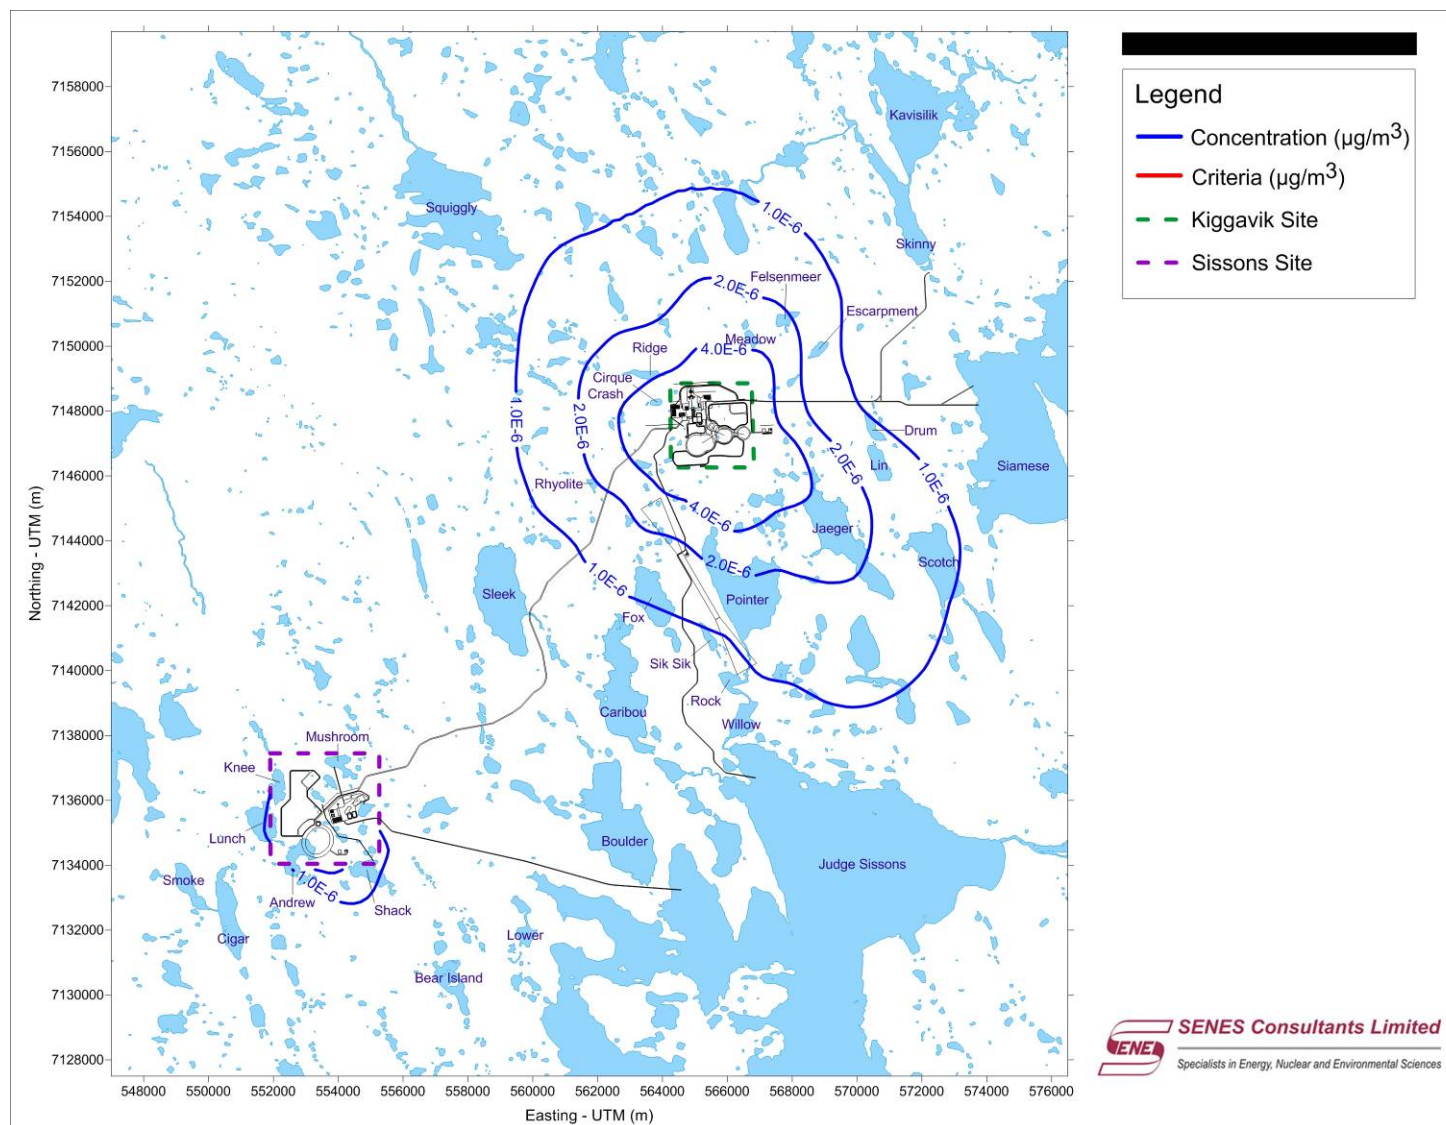 Legend
Concentration (µg/m3)
Criteria (µg/m3)
Kiggavik Site
Sissons Site
7158000
7156000
7154000
7152000
7150000
7148000
7146000
7144000
7142000
7140000
7138000
7136000
7134000
7132000
7130000
7128000
Northing - UTM (m)
548000
550000
552000
554000
556000
558000
560000
562000
564000
566000
568000
570000
572000
574000
576000
Easting - UTM (m)
Kavisilik
Squiggly
1.0E-6
Skinny
Felsenmeer
2.0E-6
Escarpment
Meadow
Ridge
4.0E-6
Cirque
Crash
1.0E-6
2.0E-6
Drum
2.0E-6
Lin
1.0E-6
Siamese
Rhyolite
4.0E-6
Jaeger
Scotch
2.0E-6
1.0E-6
Sleek
Pointer
Fox
Sik Sik
Rock
Caribou
Willow
Mushroom
Knee
Lunch
Boulder
Judge Sissons
Smoke
1.0E-6
Andrew
Shack
Cigar
Lower
Bear Island
SENES
SENES Consultants Limited
Specialists in Energy, Nuclear and Environmental Sciences